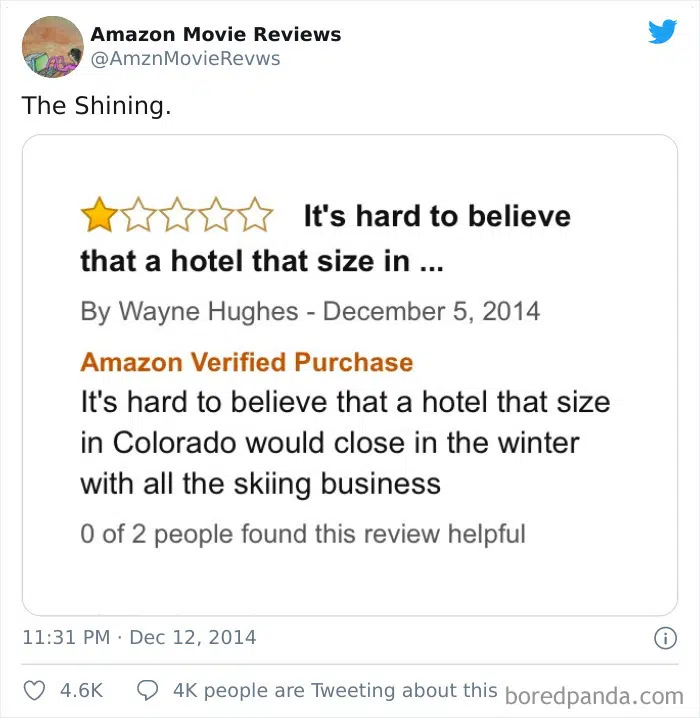 Amazon Movie Reviews
@AmznMovieRevws
The Shining.
It's hard to believe
that a hotel that size in ...
By Wayne Hughes - December 5, 2014
Amazon Verified Purchase
It's hard to believe that a hotel that size
in Colorado would close in the winter
with all the skiing business
0 of 2 people found this review helpful
11:31 PM · Dec 12, 2014
4.6K 4K people are Tweeting about this
boredpanda.com